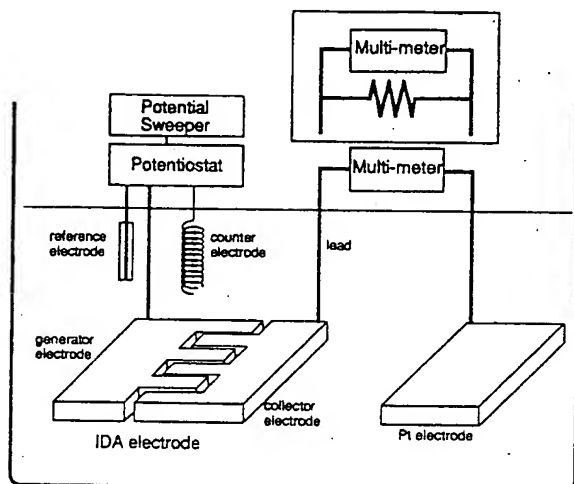 Multi-meter
Potential
Sweeper
Potentiostat
Multi-meter
reference
electrode
counter
electrode
lead
generator
electrode
collector
electrode
IDA electrode
Pt electrode